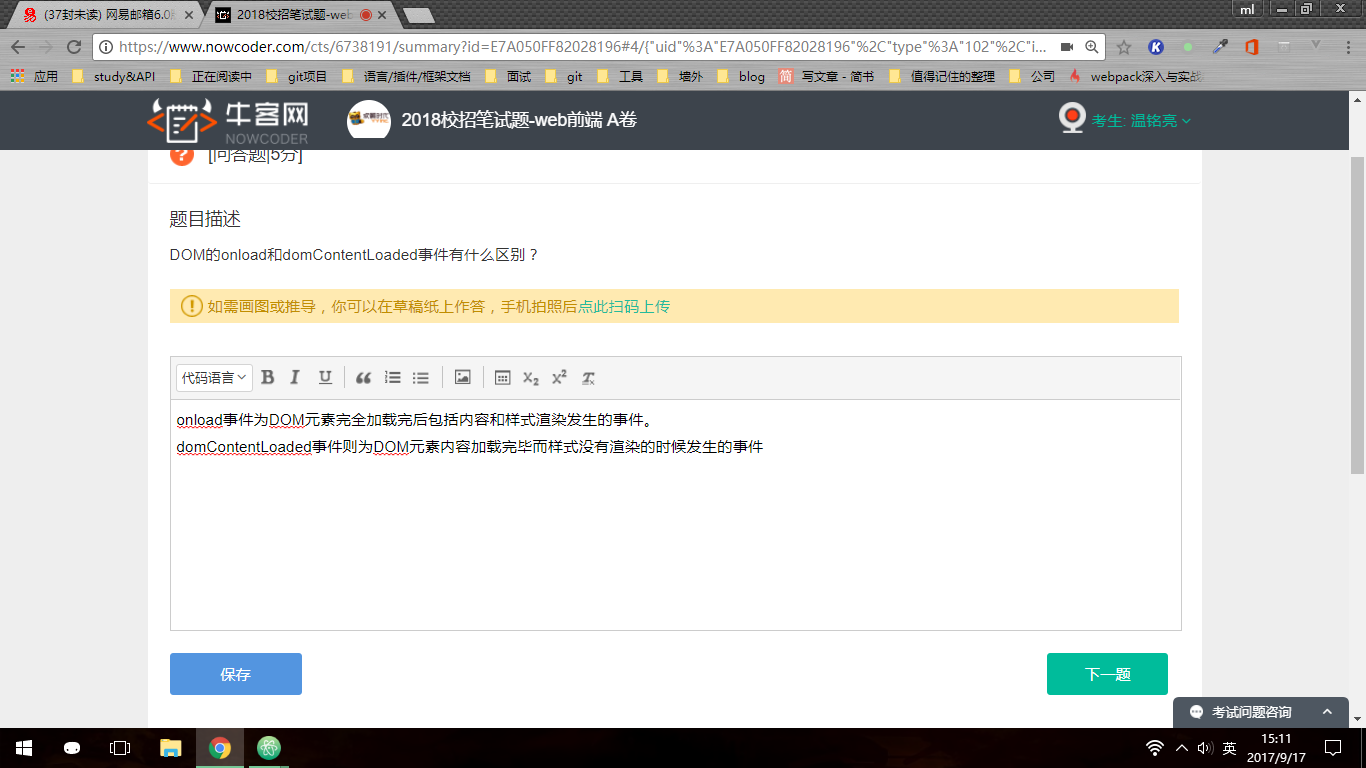 (37封未读) 网易邮箱6.0版
2018校招笔试题-web
ml
https://www.nowcoder.com/cts/6738191/summary?id=E7A050FF82028196#4/{"uid"%3A"E7A050FF82028196"%2C"type"%3A"102"%2C"i...
应用 study&API 正在阅读中 git项目 语言/插件/框架文档 面试 git 工具 墙外 blog 简 写文章 - 简书 值得记住的整理 公司 webpack深入与实战
牛客网
NOWCODER
2018校招笔试题-web前端 A卷
考生: 温铭亮
[问答题|5分]
题目描述
DOM的onload和domContentLoaded事件有什么区别？
如需画图或推导，你可以在草稿纸上作答，手机拍照后点此扫码上传
代码语言 B I U
onload事件为DOM元素完全加载完后包括内容和样式渲染发生的事件。
domContentLoaded事件则为DOM元素内容加载完毕而样式没有渲染的时候发生的事件
保存
下一题
考试问题咨询
英
15:11
2017/9/17